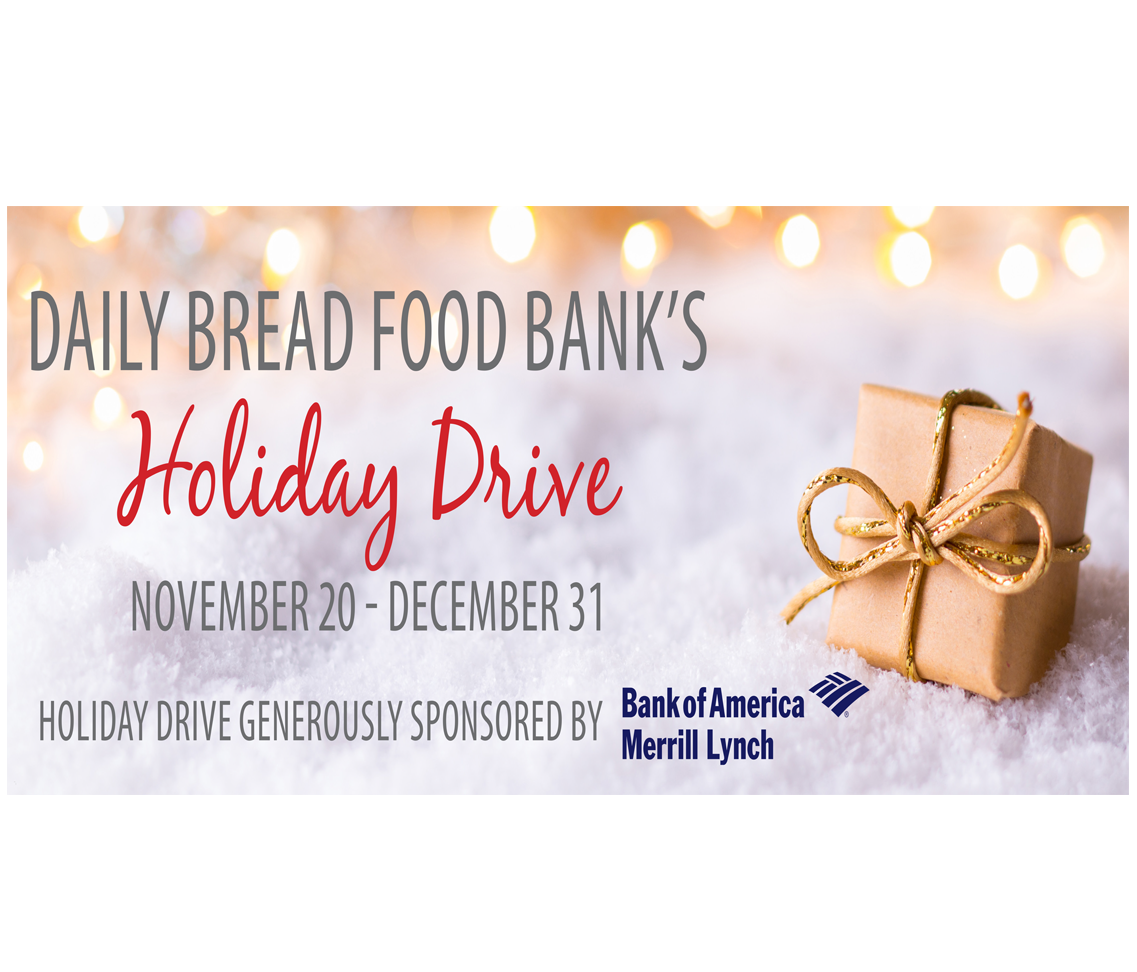 DAILY BREAD FOOD BANK'S
Holiday Drive
NOVEMBER 20 - DECEMBER 31
HOLIDAY DRIVE GENEROUSLY SPONSORED BY
Bank of America
Merrill Lynch